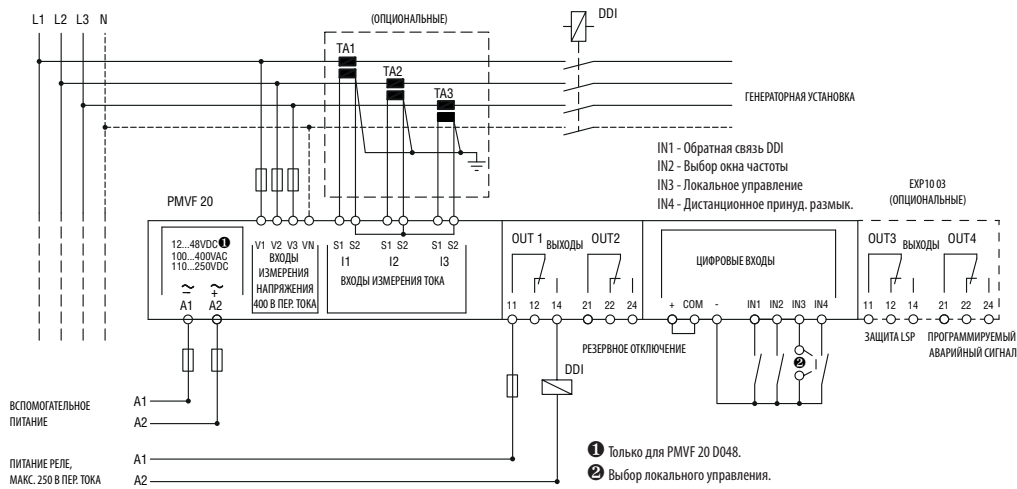 L1 L2 L3 N
(ОПЦИОНАЛЬНЫЕ)
DDI
TA1
TA2
TA3
ГЕНЕРАТОРНАЯ УСТАНОВКА
IN1 - Обратная связь DDI
IN2 - Выбор окна частоты
IN3 - Локальное управление
IN4 - Дистанционное принуд. размык.
EXP10 03
(ОПЦИОНАЛЬНЫЕ)
PMVF 20
12...48VDC❶
100...400VAC
110...250VDC
~ ~
− +
A1 A2
V1 V2 V3 VN
ВХОДЫ
ИЗМЕРЕНИЯ
НАПРЯЖЕНИЯ
400 В ПЕР. ТОКА
S1 S2 S1 S2 S1 S2
I1 I2 I3
ВХОДЫ ИЗМЕРЕНИЯ ТОКА
OUT 1 ВЫХОДЫ OUT2
11 12 14 21 22 24
ЦИФРОВЫЕ ВХОДЫ
+ COM - IN1 IN2 IN3 IN4
OUT3 ВЫХОДЫ OUT4
11 12 14 21 22 24
РЕЗЕРВНОЕ ОТКЛЮЧЕНИЕ
ЗАЩИТА LSP
ПРОГРАММИРУЕМЫЙ
АВАРИЙНЫЙ СИГНАЛ
❷
DDI
ВСПОМОГАТЕЛЬНОЕ
ПИТАНИЕ
A1
A2
ПИТАНИЕ РЕЛЕ,
МАКС. 250 В ПЕР. ТОКА
A1
A2
❶ Только для PMVF 20 D048.
❷ Выбор локального управления.